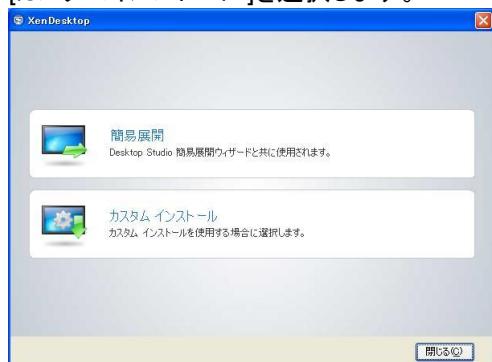 を選択します。
XenDesktop
簡易展開
Desktop Studio 簡易展開ウィザードと共に使用されます。
カスタム インストール
カスタム インストールを使用する場合に選択します。
閉じる(C)